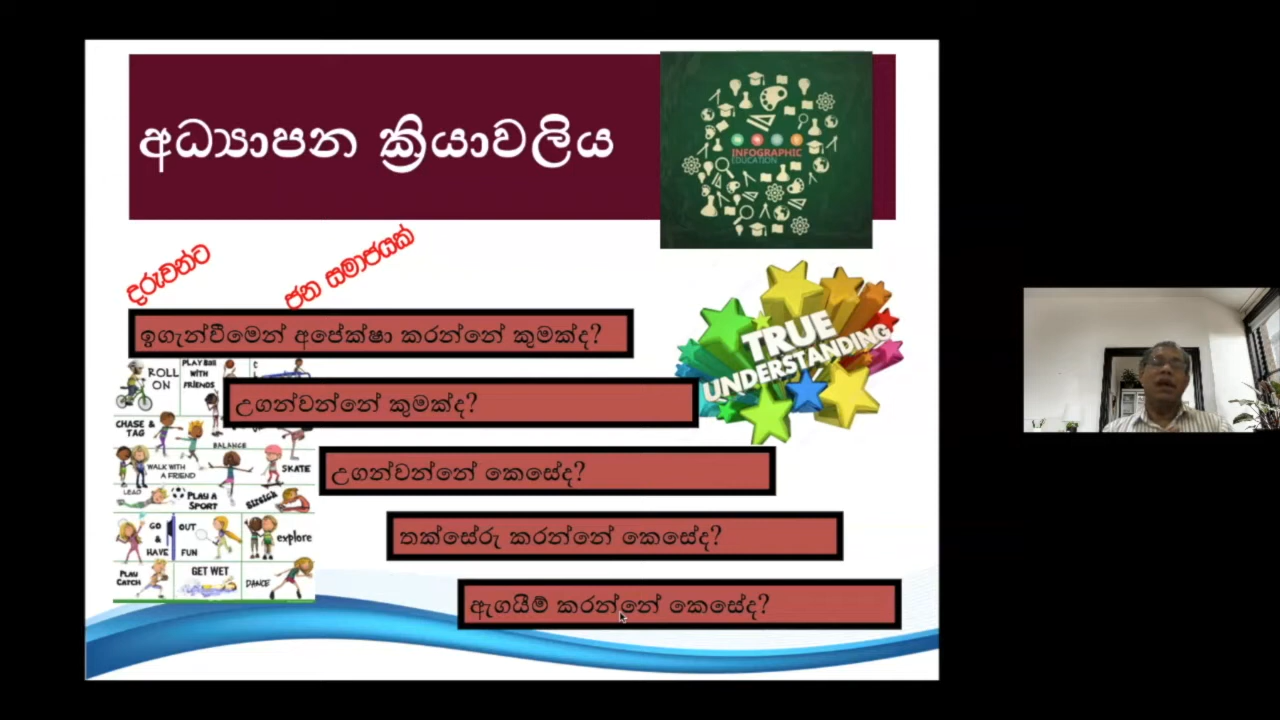 අධ්‍යාපන ක්‍රියාවලිය
INFOGRAPHIC
EDUCATION
දරුවන්ට
ජන සමාජයක්
ඉගැන්වීමෙන් අපේක්ෂා කරන්නේ කුමක්ද?
TRUE
UNDERSTANDING
ROLL
ON
PLAY
WITH
FRIENDS
උගන්වන්නේ කුමක්ද?
CHASE &
TAG
BALANCE
WALK WITH
A FRIEND
SKATE
උගන්වන්නේ කෙසේද?
LEAD
PLAY A
SPORT
Stretch
GO
&
HAVE
OUT
FUN
explore
තක්සේරු කරන්නේ කෙසේද?
PLAY
CATCH
GET WET
DANCE
ඇගයීම් කරන්නේ කෙසේද?